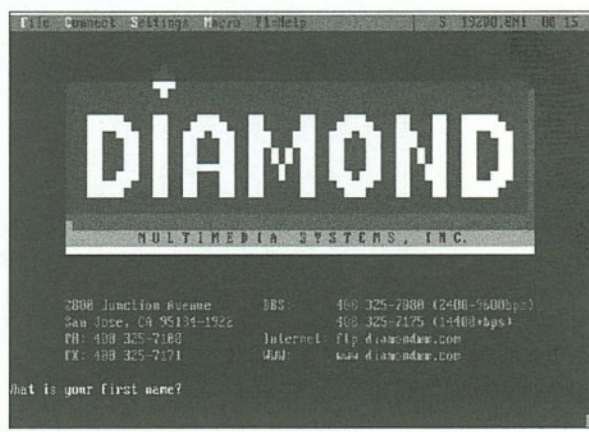 File Connect Settings Macro F1=Help S 19200.8N1 00 15
DIAMOND
MULTIMEDIA SYSTEMS, INC.
2880 Junction Avenue BBS: 408 325-7080 (2400-9600bps)
San Jose, CA 95134-1922 408 325-7175 (14400+bps)
PH: 408 325-7100 Internet: ftp diamondmm.com
FX: 408 325-7171 WWW: www diamondmm.com
What is your first name?